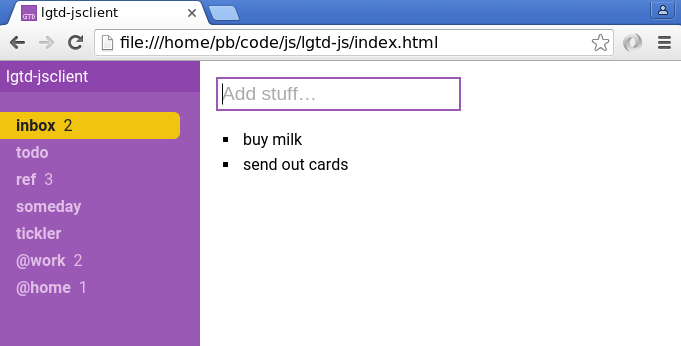 GTD lgtd-jsclient
file:///home/pb/code/js/lgtd-js/index.html
lgtd-jsclient
Add stuff…
inbox 2
buy milk
todo
send out cards
ref 3
someday
tickler
@work 2
@home 1